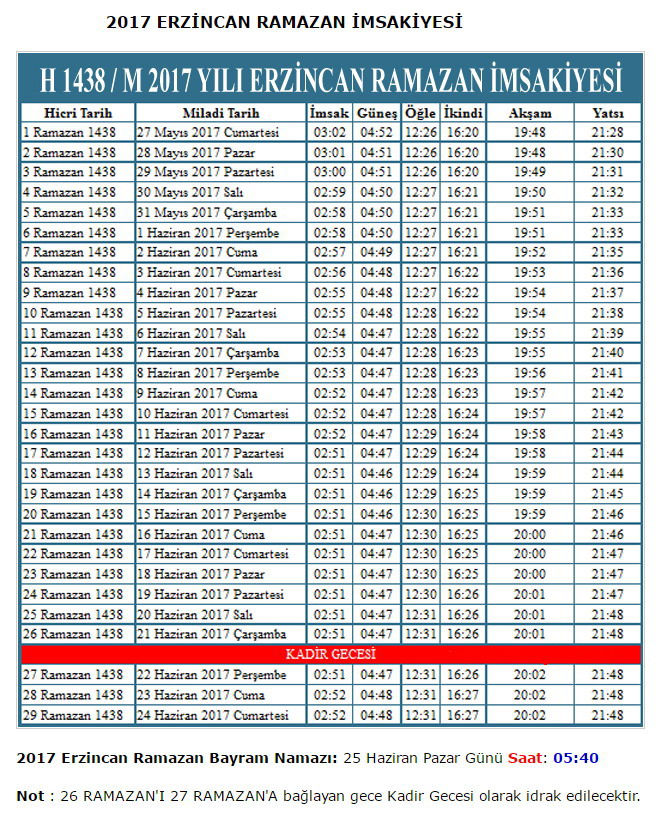 2017 ERZİNCAN RAMAZAN İMSAKİYESİ
H 1438 / M 2017 YILI ERZİNCAN RAMAZAN İMSAKİYESİ
Hicri Tarih Miladi Tarih İmsak Güneş Öğle İkindi Akşam Yatsı
1 Ramazan 1438 27 Mayıs 2017 Cumartesi 03:02 04:52 12:26 16:20 19:48 21:28
2 Ramazan 1438 28 Mayıs 2017 Pazar 03:01 04:51 12:26 16:20 19:48 21:30
3 Ramazan 1438 29 Mayıs 2017 Pazartesi 03:00 04:51 12:26 16:20 19:49 21:31
4 Ramazan 1438 30 Mayıs 2017 Salı 02:59 04:50 12:27 16:21 19:50 21:32
5 Ramazan 1438 31 Mayıs 2017 Çarşamba 02:58 04:50 12:27 16:21 19:51 21:33
6 Ramazan 1438 1 Haziran 2017 Perşembe 02:58 04:50 12:27 16:21 19:51 21:33
7 Ramazan 1438 2 Haziran 2017 Cuma 02:57 04:49 12:27 16:21 19:52 21:35
8 Ramazan 1438 3 Haziran 2017 Cumartesi 02:56 04:48 12:27 16:22 19:53 21:36
9 Ramazan 1438 4 Haziran 2017 Pazar 02:55 04:48 12:27 16:22 19:54 21:37
10 Ramazan 1438 5 Haziran 2017 Pazartesi 02:55 04:48 12:28 16:22 19:54 21:38
11 Ramazan 1438 6 Haziran 2017 Salı 02:54 04:47 12:28 16:22 19:55 21:39
12 Ramazan 1438 7 Haziran 2017 Çarşamba 02:53 04:47 12:28 16:23 19:55 21:40
13 Ramazan 1438 8 Haziran 2017 Perşembe 02:53 04:47 12:28 16:23 19:56 21:41
14 Ramazan 1438 9 Haziran 2017 Cuma 02:52 04:47 12:28 16:23 19:57 21:42
15 Ramazan 1438 10 Haziran 2017 Cumartesi 02:52 04:47 12:28 16:24 19:57 21:42
16 Ramazan 1438 11 Haziran 2017 Pazar 02:52 04:47 12:29 16:24 19:58 21:43
17 Ramazan 1438 12 Haziran 2017 Pazartesi 02:51 04:47 12:29 16:24 19:58 21:44
18 Ramazan 1438 13 Haziran 2017 Salı 02:51 04:46 12:29 16:24 19:59 21:44
19 Ramazan 1438 14 Haziran 2017 Çarşamba 02:51 04:46 12:29 16:25 19:59 21:45
20 Ramazan 1438 15 Haziran 2017 Perşembe 02:51 04:46 12:30 16:25 19:59 21:46
21 Ramazan 1438 16 Haziran 2017 Cuma 02:51 04:47 12:30 16:25 20:00 21:46
22 Ramazan 1438 17 Haziran 2017 Cumartesi 02:51 04:47 12:30 16:25 20:00 21:47
23 Ramazan 1438 18 Haziran 2017 Pazar 02:51 04:47 12:30 16:25 20:00 21:47
24 Ramazan 1438 19 Haziran 2017 Pazartesi 02:51 04:47 12:30 16:26 20:01 21:47
25 Ramazan 1438 20 Haziran 2017 Salı 02:51 04:47 12:31 16:26 20:01 21:48
26 Ramazan 1438 21 Haziran 2017 Çarşamba 02:51 04:47 12:31 16:26 20:01 21:48
KADİR GECESİ
27 Ramazan 1438 22 Haziran 2017 Perşembe 02:51 04:47 12:31 16:26 20:02 21:48
28 Ramazan 1438 23 Haziran 2017 Cuma 02:52 04:47 12:31 16:27 20:02 21:48
29 Ramazan 1438 24 Haziran 2017 Cumartesi 02:52 04:48 12:31 16:27 20:02 21:48
2017 Erzincan Ramazan Bayram Namazı: 25 Haziran Pazar Günü Saat: 05:40
Not : 26 RAMAZAN'I 27 RAMAZAN'A bağlayan gece Kadir Gecesi olarak idrak edilecektir.